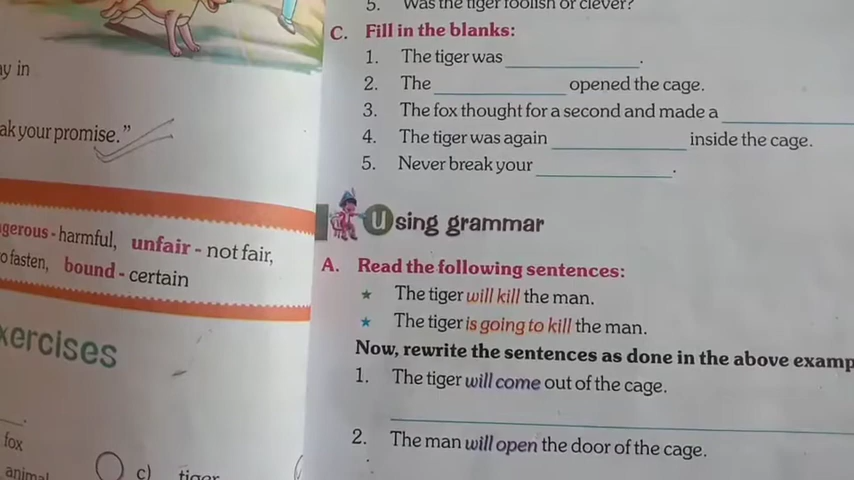 y in
ak your promise.”
gerous - harmful, unfair - not fair,
o fasten, bound - certain
xercises
fox
animal
c) tiger
5. Was the tiger foolish or clever?
C. Fill in the blanks:
1. The tiger was ____________.
2. The ____________ opened the cage.
3. The fox thought for a second and made a ____________
4. The tiger was again ____________ inside the cage.
5. Never break your ____________.
Using grammar
A. Read the following sentences:
★ The tiger will kill the man.
★ The tiger is going to kill the man.
Now, rewrite the sentences as done in the above examp
1. The tiger will come out of the cage.
2. The man will open the door of the cage.